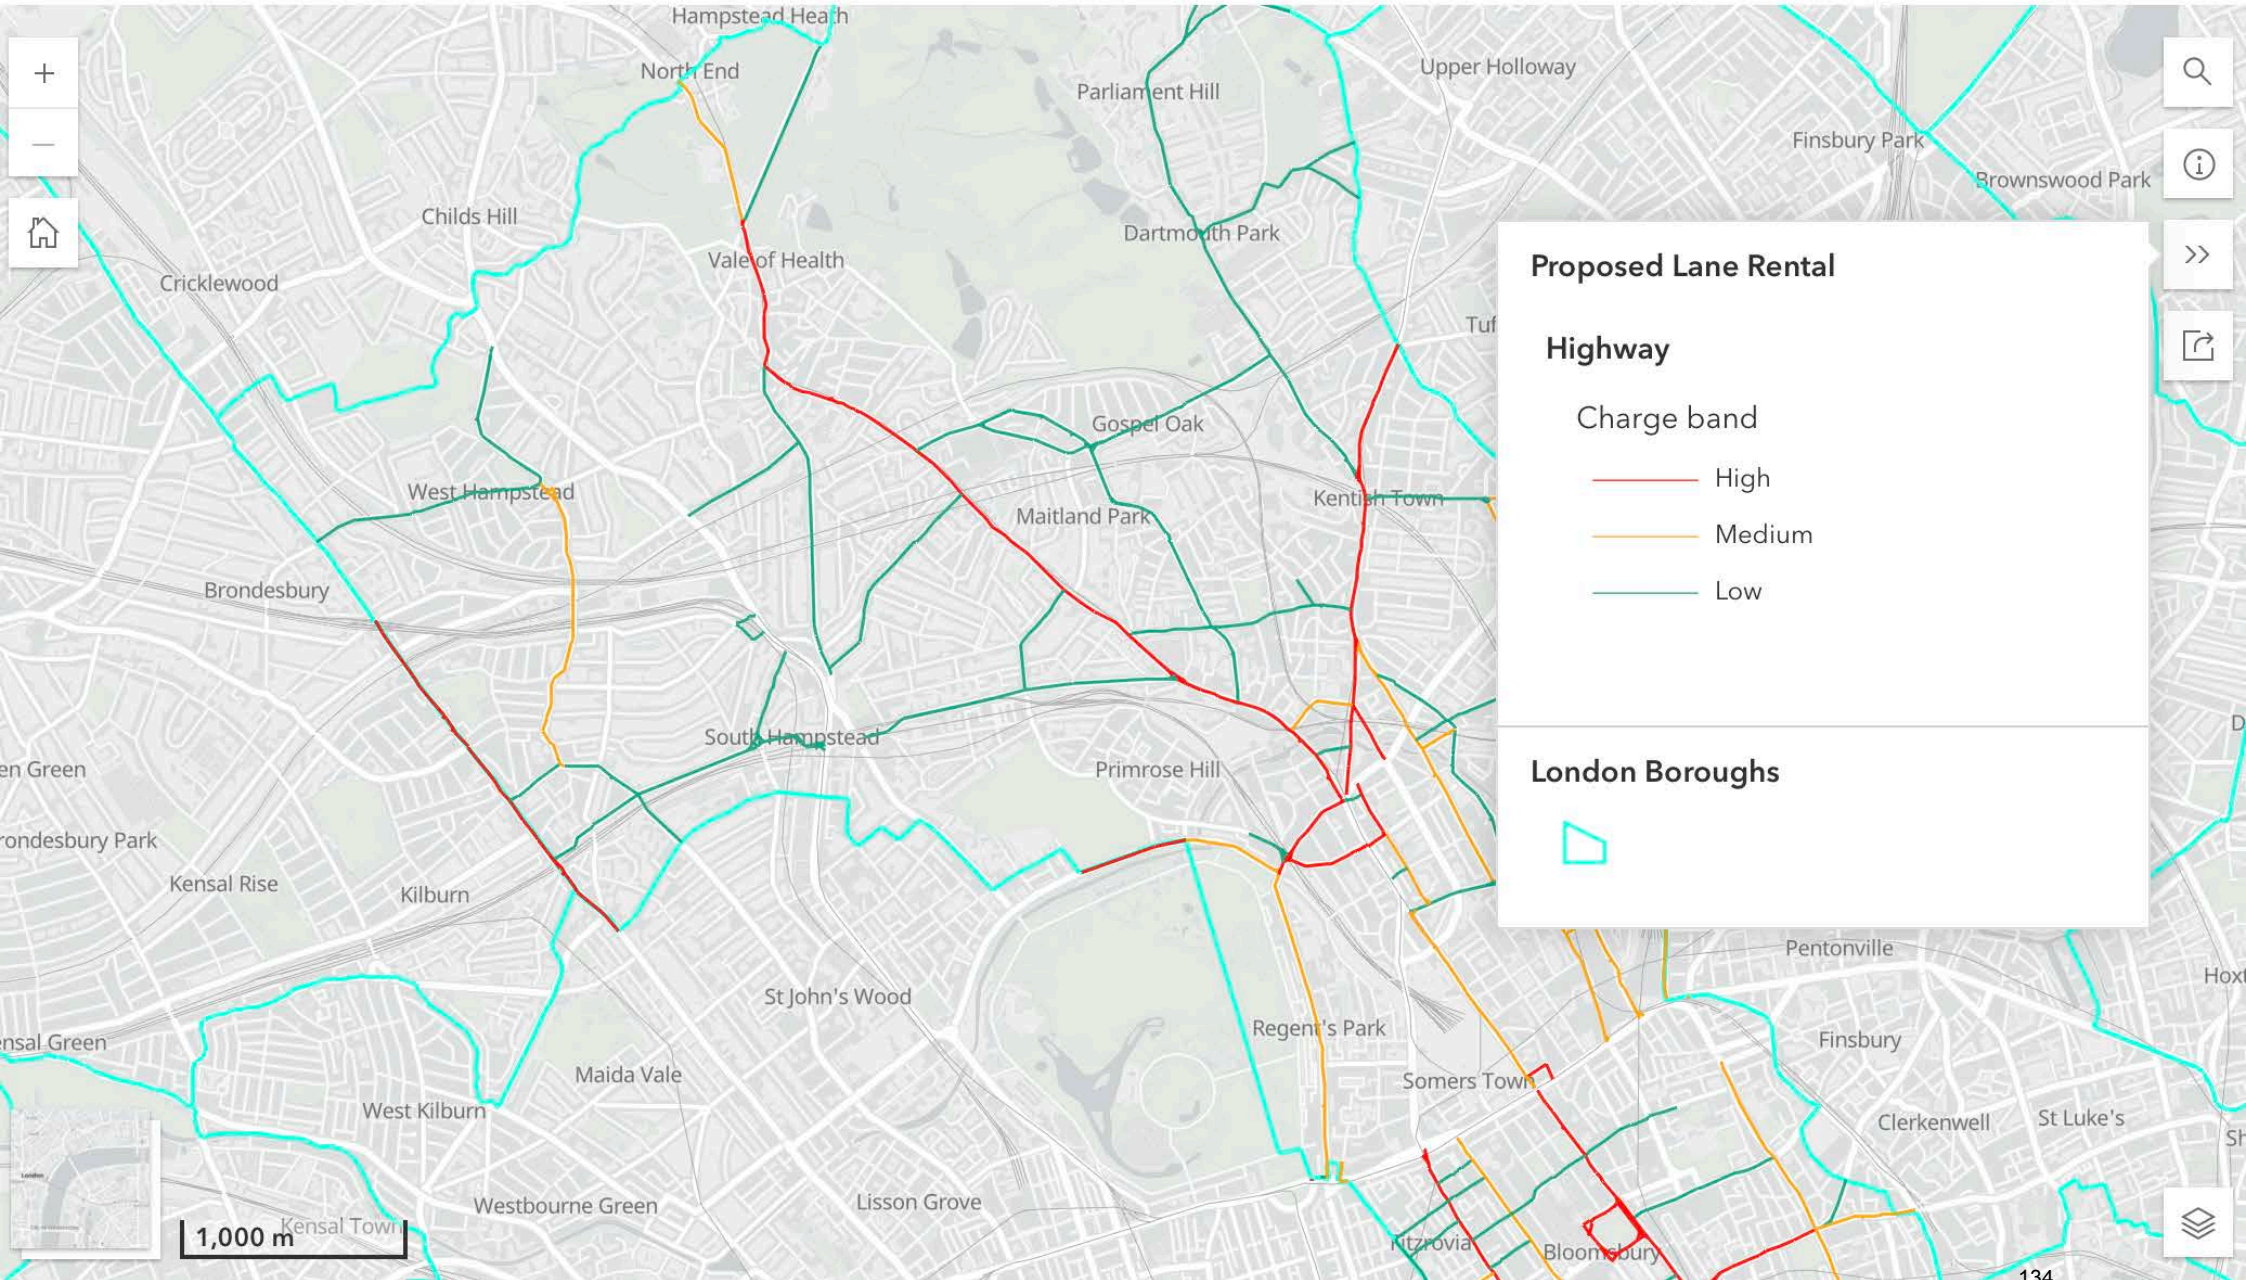 Hampstead Heath
North End
Upper Holloway
Parliament Hill
Finsbury Park
Brownswood Park
Childs Hill
Dartmouth Park
Vale of Health
Cricklewood
Proposed Lane Rental
Tuf
Highway
Charge band
Gospel Oak
High
West Hampstead
Kentish Town
Maitland Park
Medium
Brondesbury
Low
D
South Hampstead
en Green
Primrose Hill
London Boroughs
rondesbury Park
Kensal Rise
Kilburn
Pentonville
Hoxt
St John's Wood
Regent's Park
ensal Green
Finsbury
Maida Vale
Somers Town
West Kilburn
Clerkenwell
St Luke's
Sh
London
Westbourne Green
Lisson Grove
Kensal Town
1,000 m
Fitzrovia
Bloomsbury
134